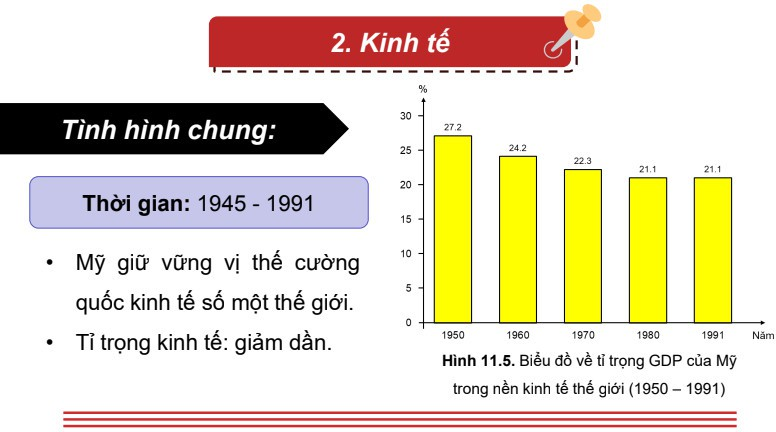 2. Kinh tế
Tình hình chung:
Thời gian: 1945 - 1991
• Mỹ giữ vững vị thế cường
quốc kinh tế số một thế giới.
• Tỉ trọng kinh tế: giảm dần.
%
30
25
20
15
10
5
0
27.2
24.2
22.3
21.1
21.1
1950 1960 1970 1980 1991 Năm
Hình 11.5. Biểu đồ về tỉ trọng GDP của Mỹ
trong nền kinh tế thế giới (1950 – 1991)